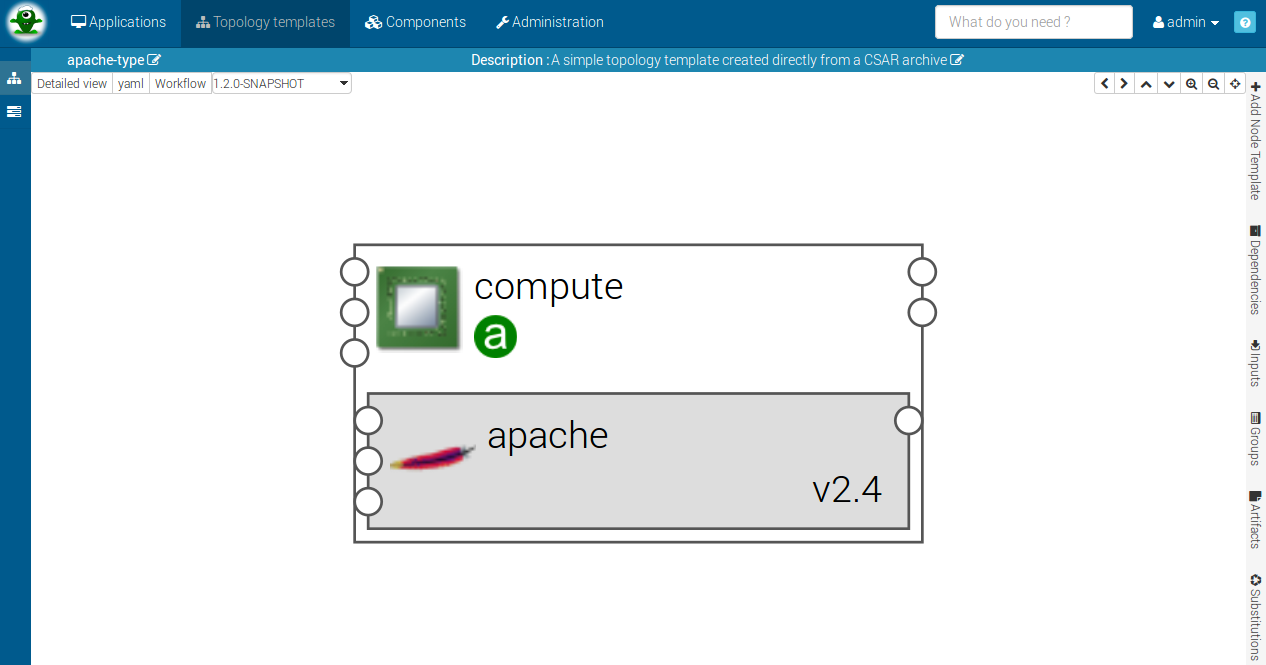 Applications
Topology templates
Components
Administration
What do you need ?
admin
?
apache-type
Description : A simple topology template created directly from a CSAR archive
Detailed view
yaml
Workflow
1.2.0-SNAPSHOT
compute
a
apache
v2.4
Add Node Template
Dependencies
Inputs
Groups
Artifacts
Substitutions